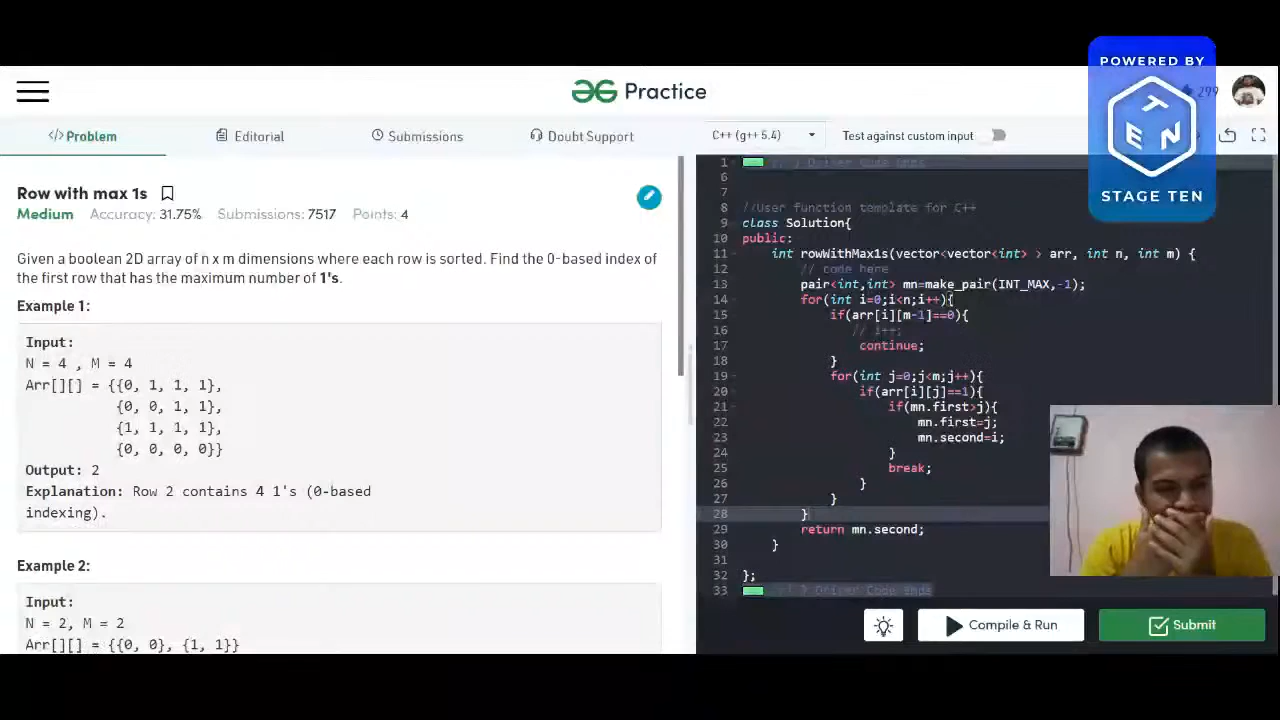 POWERED BY
TEN
STAGE TEN
Practice
299
</> Problem
Editorial
Submissions
Doubt Support
C++ (g++ 5.4)
Test against custom input
Row with max 1s
Medium Accuracy: 31.75% Submissions: 7517 Points: 4
Given a boolean 2D array of n x m dimensions where each row is sorted. Find the 0-based index of
the first row that has the maximum number of 1's.
Example 1:
Input:
N = 4 , M = 4
Arr[][] = {{0, 1, 1, 1},
{0, 0, 1, 1},
{1, 1, 1, 1},
{0, 0, 0, 0}}
Output: 2
Explanation: Row 2 contains 4 1's (0-based
indexing).
Example 2:
Input:
N = 2, M = 2
Arr[][] = {{0, 0}, {1, 1}}
1 } Driver Code Ends
6
7
8 //User function template for C++
9 class Solution{
10 public:
11 int rowWithMax1s(vector<vector<int> > arr, int n, int m) {
12 // code here
13 pair<int,int> mn=make_pair(INT_MAX,-1);
14 for(int i=0;i<n;i++){
15 if(arr[i][m-1]==0){
16 // i++;
17 continue;
18 }
19 for(int j=0;j<m;j++){
20 if(arr[i][j]==1){
21 if(mn.first>j){
22 mn.first=j;
23 mn.second=i;
24 }
25 break;
26 }
27 }
28 }
29 return mn.second;
30 }
31
32 };
33 } Driver Code Ends
Compile & Run
Submit